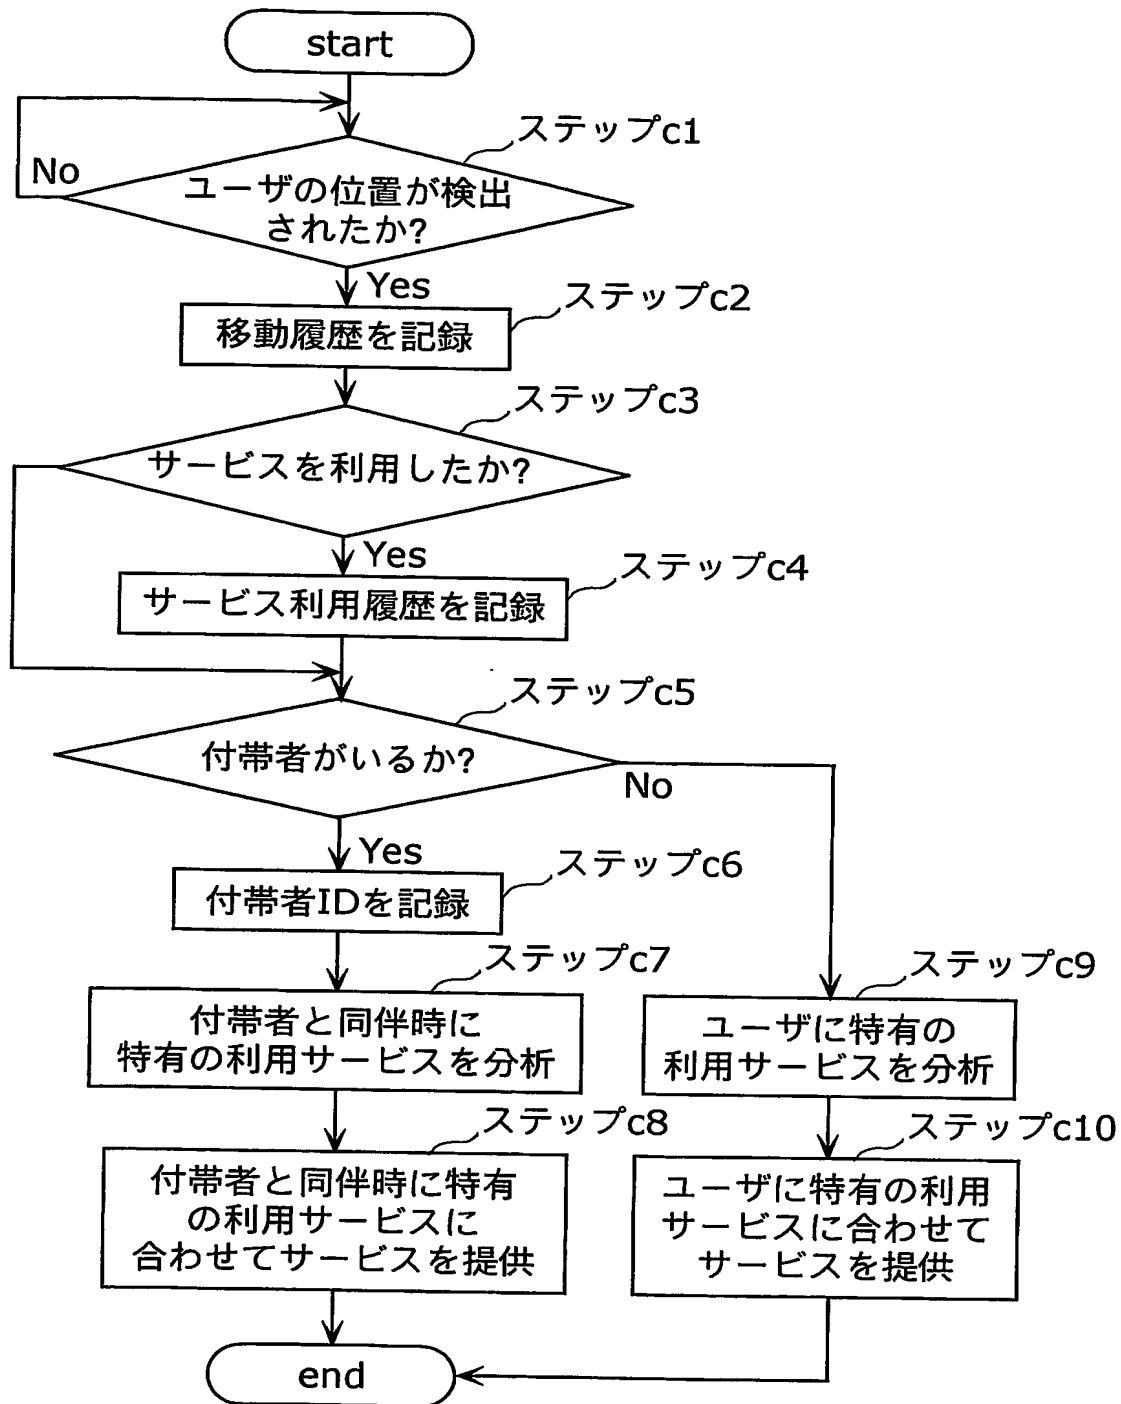 start
ステップc1
No
ユーザの位置が検出
されたか?
Yes
ステップc2
移動履歴を記録
ステップc3
サービスを利用したか?
Yes
ステップc4
サービス利用履歴を記録
ステップc5
付帯者がいるか?
No
Yes
ステップc6
付帯者IDを記録
ステップc7
付帯者と同伴時に
特有の利用サービスを分析
ステップc9
ユーザに特有の
利用サービスを分析
ステップc8
付帯者と同伴時に特有
の利用サービスに
合わせてサービスを提供
ステップc10
ユーザに特有の利用
サービスに合わせて
サービスを提供
end